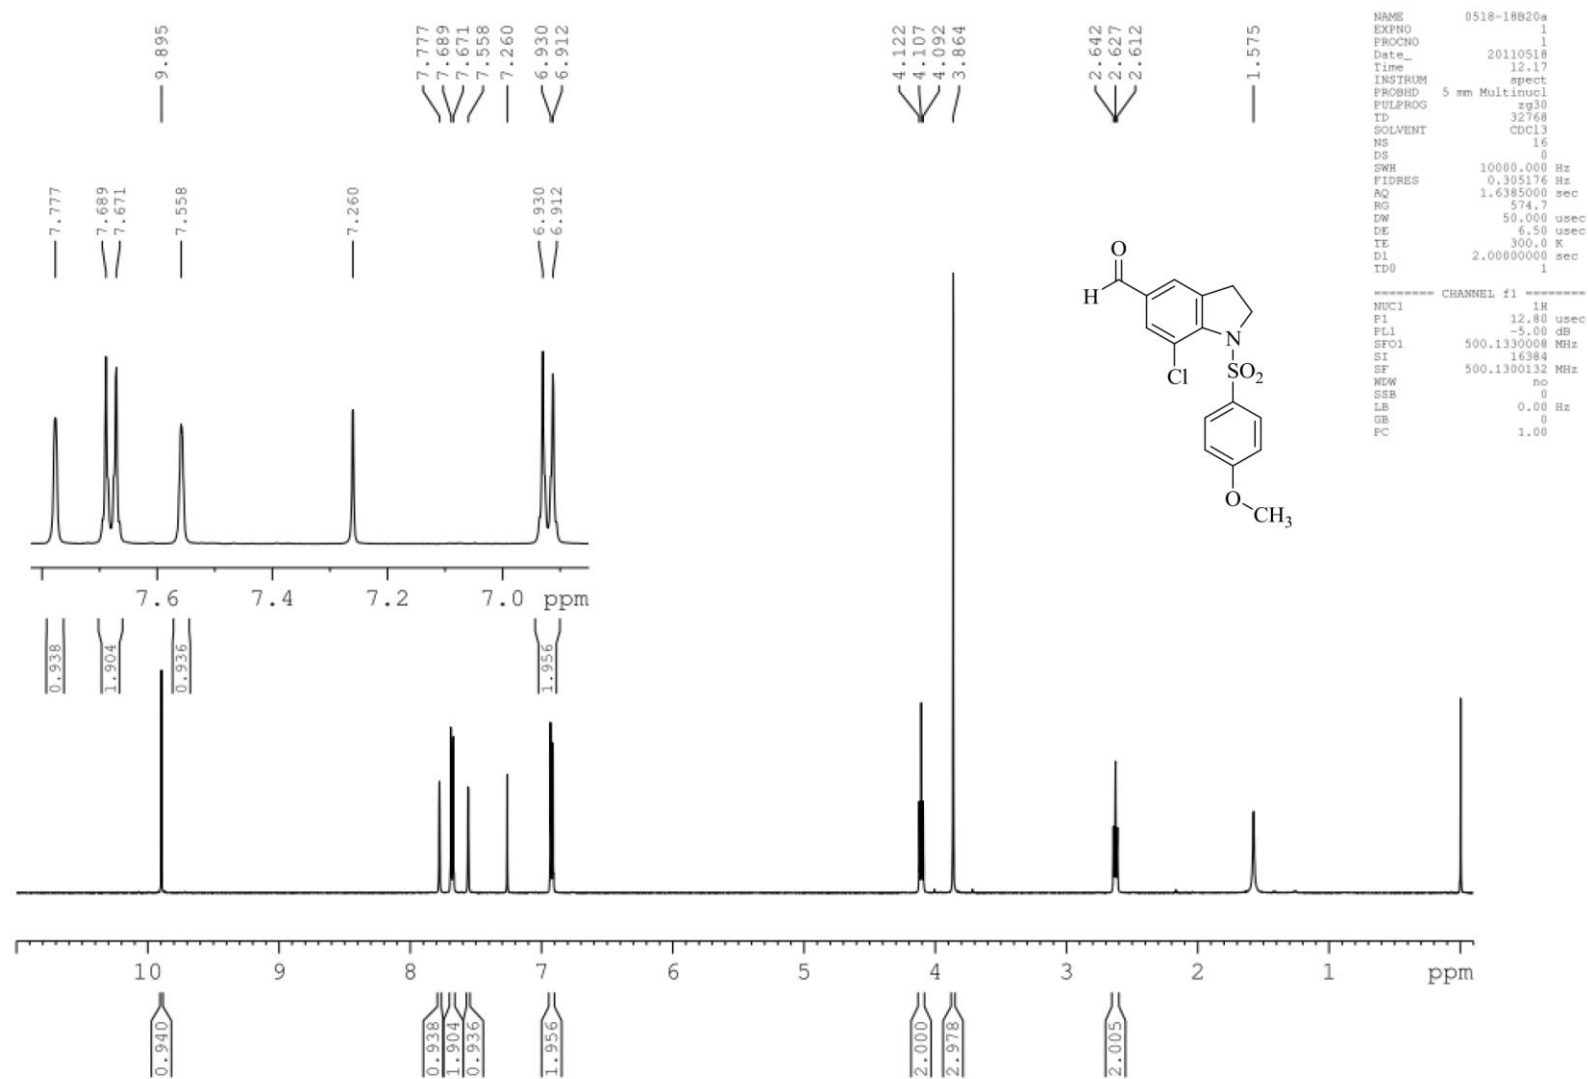 9.895
7.777
7.689
7.671
7.558
7.260
6.930
6.912
4.122
4.107
4.092
3.864
2.642
2.627
2.612
1.575
NAME 0518-18B20a
EXPNO 1
PROCNO 1
Date_ 20110518
Time 12.17
INSTRUM spect
PROBHD 5 mm Multinucl
PULPROG zg30
TD 32768
SOLVENT CDCl3
NS 16
DS 0
SWH 10000.000 Hz
FIDRES 0.305176 Hz
AQ 1.6385000 sec
RG 574.7
DW 50.000 usec
DE 6.50 usec
TE 300.0 K
D1 2.00000000 sec
TD0 1
======== CHANNEL f1 ========
NUC1 1H
P1 12.80 usec
PL1 -5.00 dB
SFO1 500.1330008 MHz
SI 16384
SF 500.1300132 MHz
WDW no
SSB 0
LB 0.00 Hz
GB 0
PC 1.00
7.777
7.689
7.671
7.558
7.260
6.930
6.912
O
H
N
Cl
SO2
O
CH3
7.6 7.4 7.2 7.0 ppm
0.938
1.904
0.936
1.956
10 9 8 7 6 5 4 3 2 1 ppm
0.940
0.938
1.904
0.936
1.956
2.000
2.978
2.005